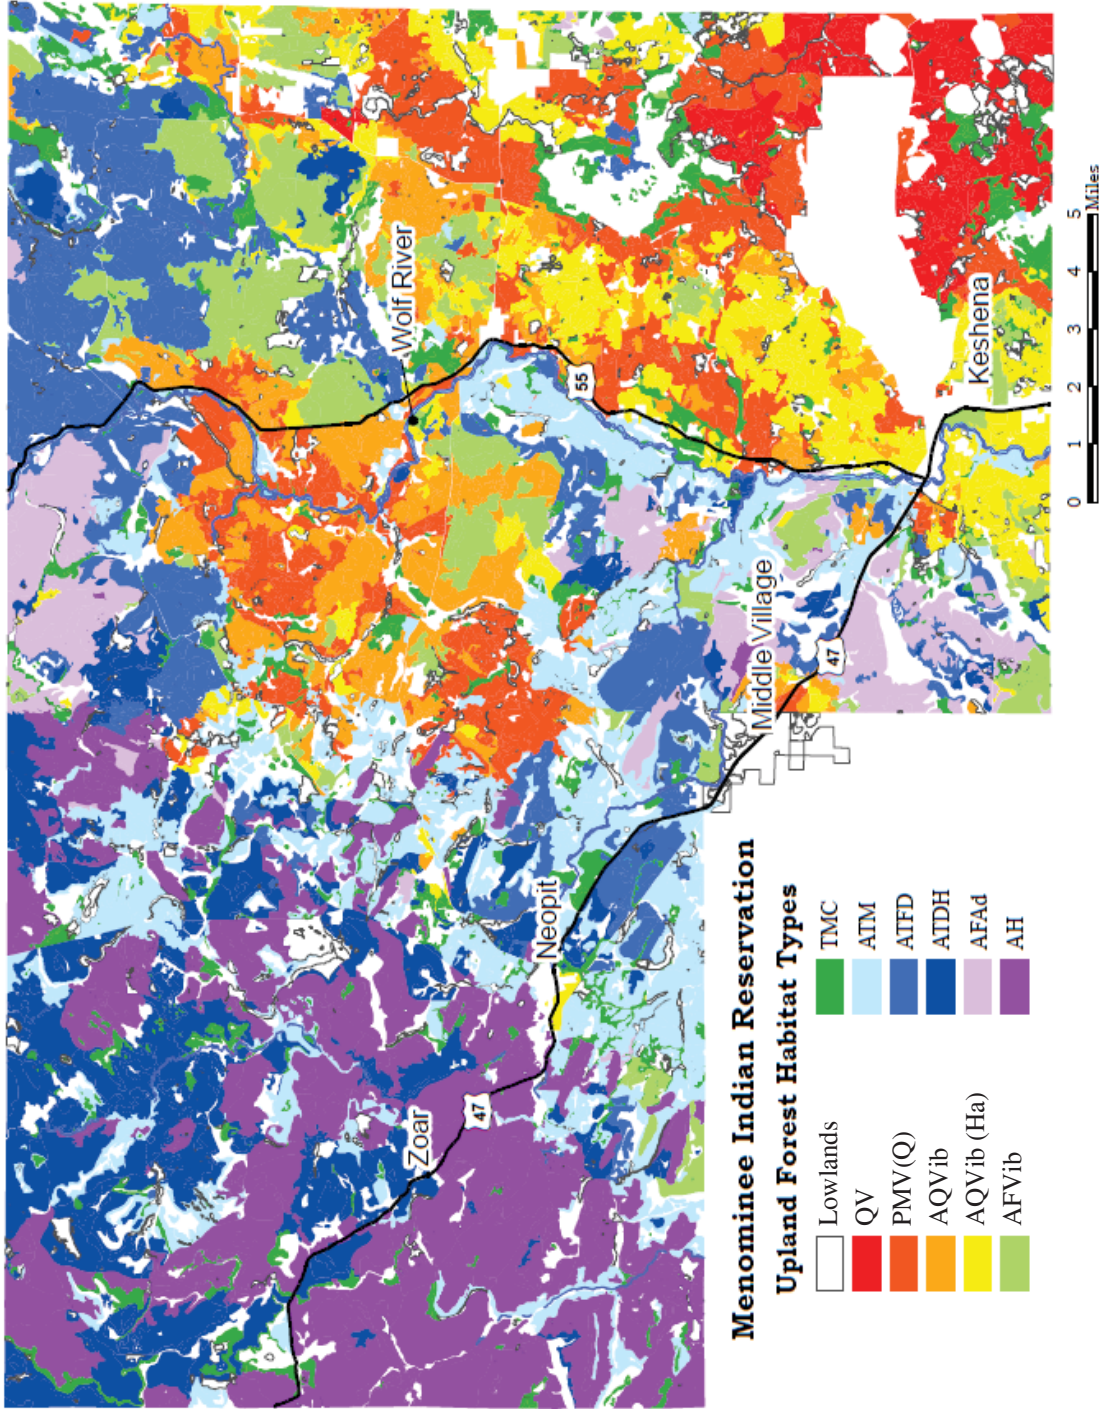 Wolf River
55
Keshena
Middle Village
47
Neopit
Zoar
47
Menominee Indian Reservation
Upland Forest Habitat Types
Lowlands
QV
PMV(Q)
AQVib
AQVib (Ha)
AFVib
TMC
ATM
ATFD
ATDH
AFAd
AH
0 1 2 3 4 5
Miles